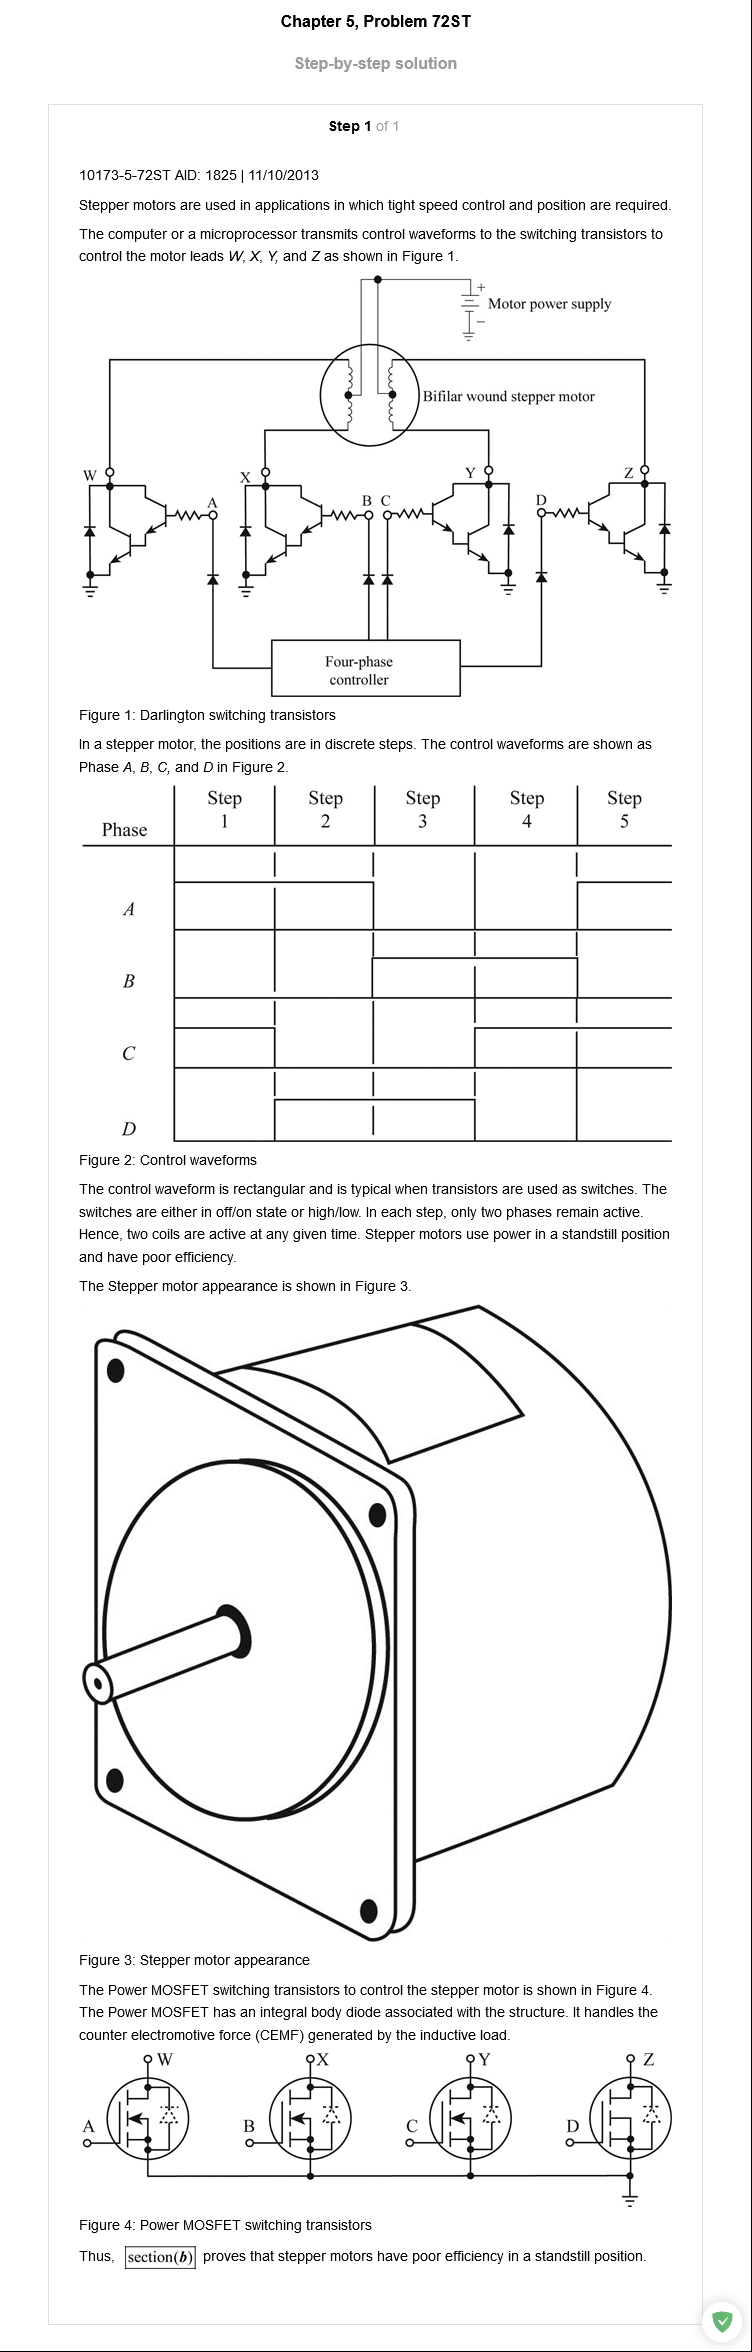 Chapter 5, Problem 72ST
Step-by-step solution
Step 1 of 1
10173-5-72ST AID: 1825 | 11/10/2013
Stepper motors are used in applications in which tight speed control and position are required.
The computer or a microprocessor transmits control waveforms to the switching transistors to
control the motor leads W, X, Y, and Z as shown in Figure 1.
+
Motor power supply
−
Bifilar wound stepper motor
W
X
Y
Z
A
B C
D
Four-phase
controller
Figure 1: Darlington switching transistors
In a stepper motor, the positions are in discrete steps. The control waveforms are shown as
Phase A, B, C, and D in Figure 2.
Step Step Step Step Step
Phase 1 2 3 4 5
A
B
C
D
Figure 2: Control waveforms
The control waveform is rectangular and is typical when transistors are used as switches. The
switches are either in off/on state or high/low. In each step, only two phases remain active.
Hence, two coils are active at any given time. Stepper motors use power in a standstill position
and have poor efficiency.
The Stepper motor appearance is shown in Figure 3.
Figure 3: Stepper motor appearance
The Power MOSFET switching transistors to control the stepper motor is shown in Figure 4.
The Power MOSFET has an integral body diode associated with the structure. It handles the
counter electromotive force (CEMF) generated by the inductive load.
W X Y Z
A B C D
Figure 4: Power MOSFET switching transistors
Thus, section(b) proves that stepper motors have poor efficiency in a standstill position.